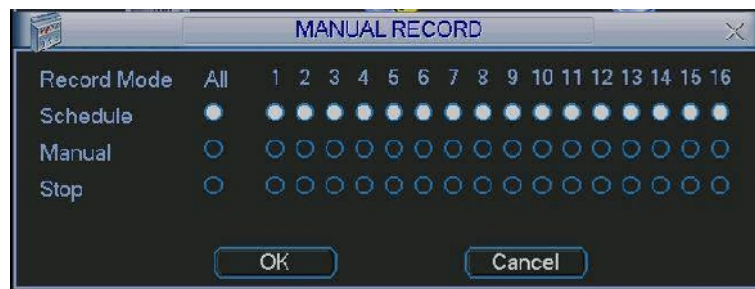 MANUAL RECORD
Record Mode All 1 2 3 4 5 6 7 8 9 10 11 12 13 14 15 16
Schedule
Manual
Stop
OK Cancel